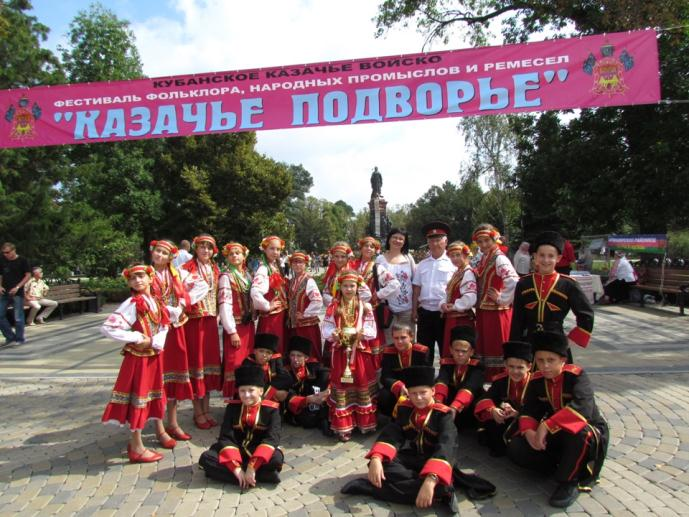 КУБАНСКОЕ КАЗАЧЬЕ ВОЙСКО
ФЕСТИВАЛЬ ФОЛЬКЛОРА, НАРОДНЫХ ПРОМЫСЛОВ И РЕМЕСЕЛ
"КАЗАЧЬЕ ПОДВОРЬЕ"